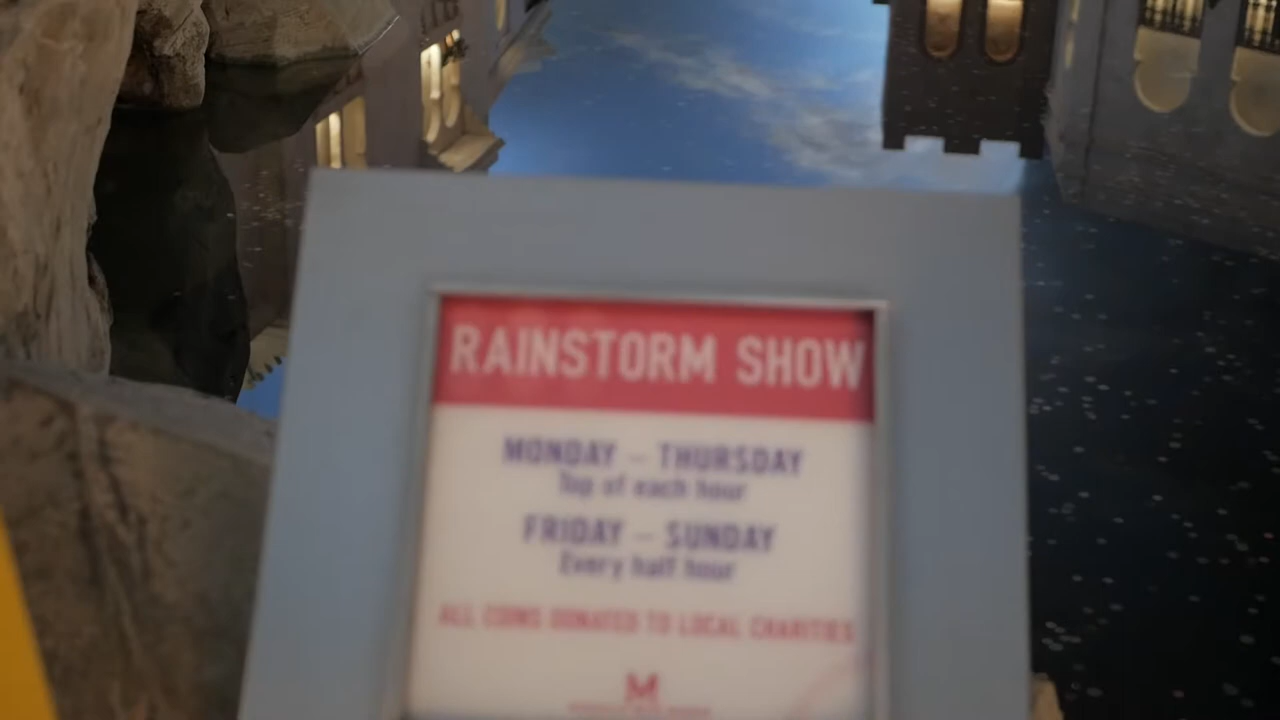 RAINSTORM SHOW
MONDAY – THURSDAY
Top of each hour
FRIDAY – SUNDAY
Every half hour
ALL COINS DONATED TO LOCAL CHARITIES
M